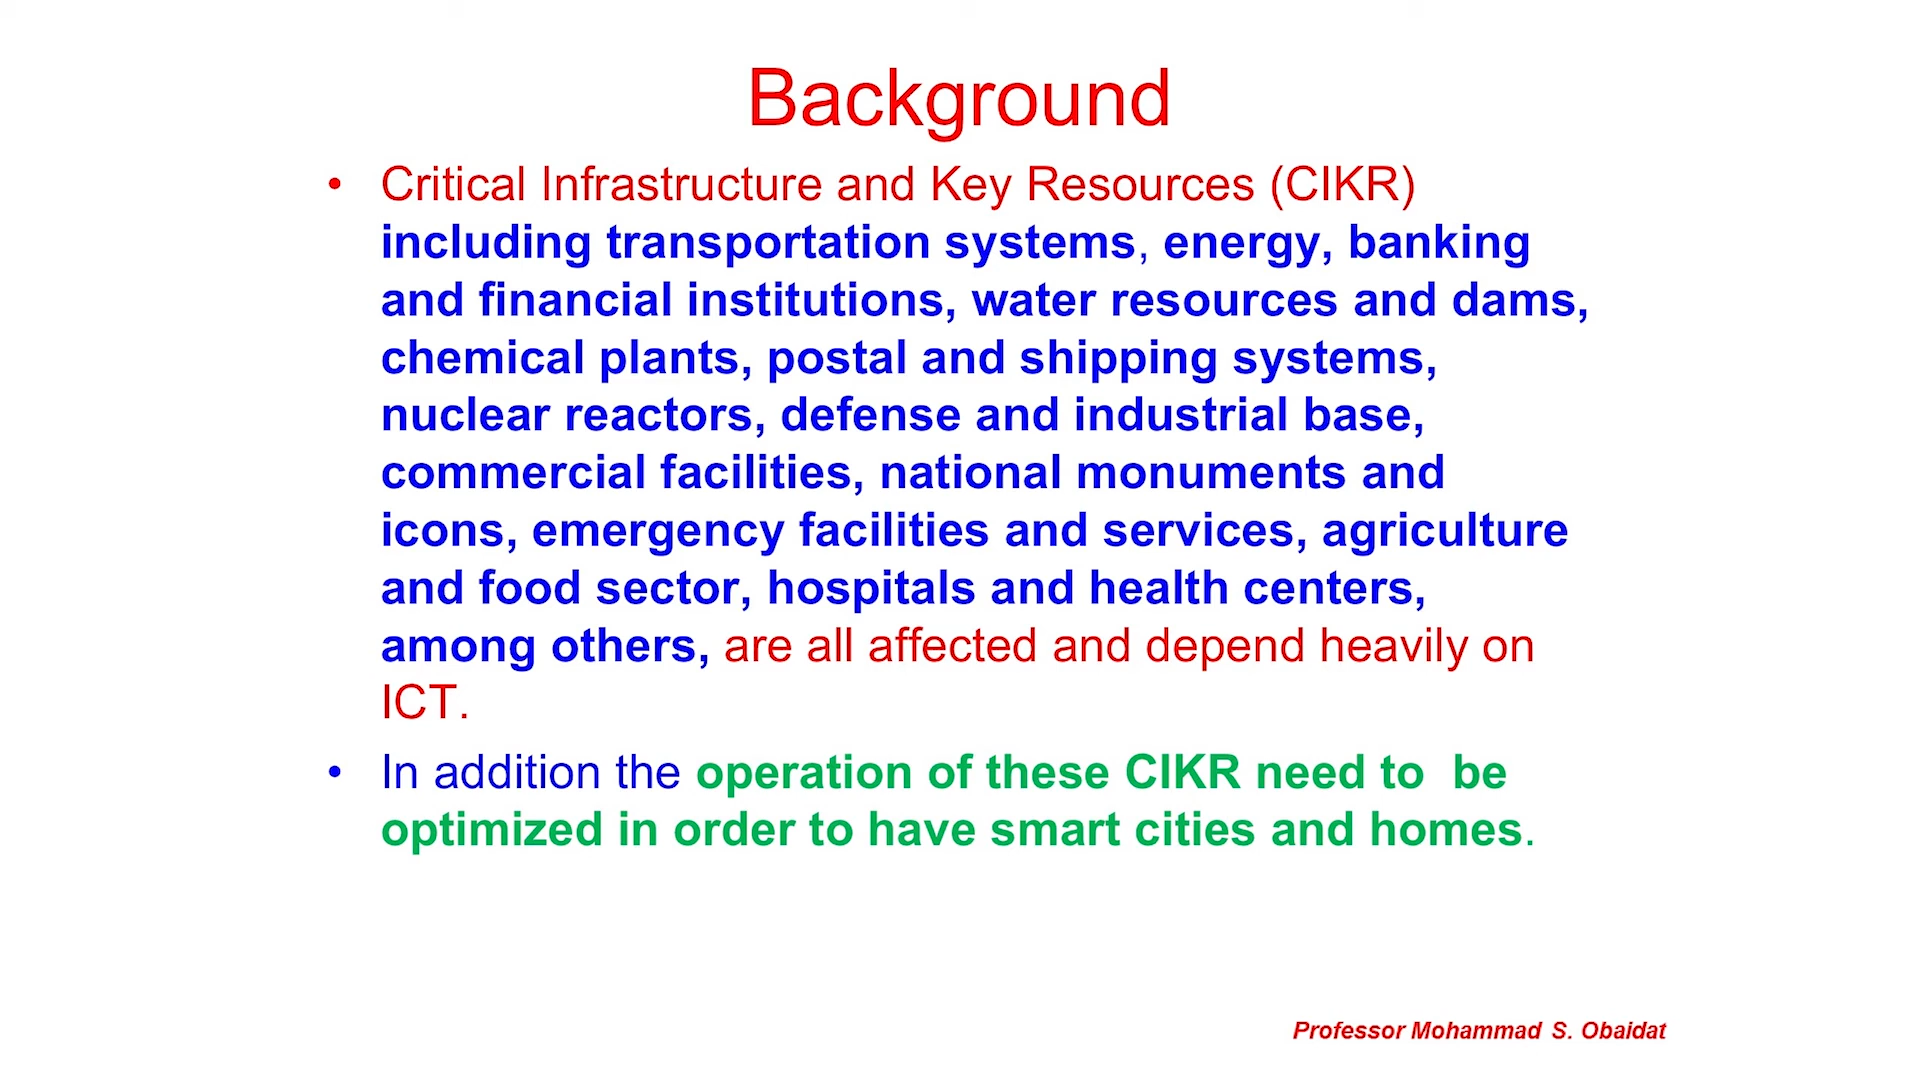 Background
• Critical Infrastructure and Key Resources (CIKR)
including transportation systems, energy, banking
and financial institutions, water resources and dams,
chemical plants, postal and shipping systems,
nuclear reactors, defense and industrial base,
commercial facilities, national monuments and
icons, emergency facilities and services, agriculture
and food sector, hospitals and health centers,
among others, are all affected and depend heavily on
ICT.
• In addition the operation of these CIKR need to  be
optimized in order to have smart cities and homes.
Professor Mohammad S. Obaidat